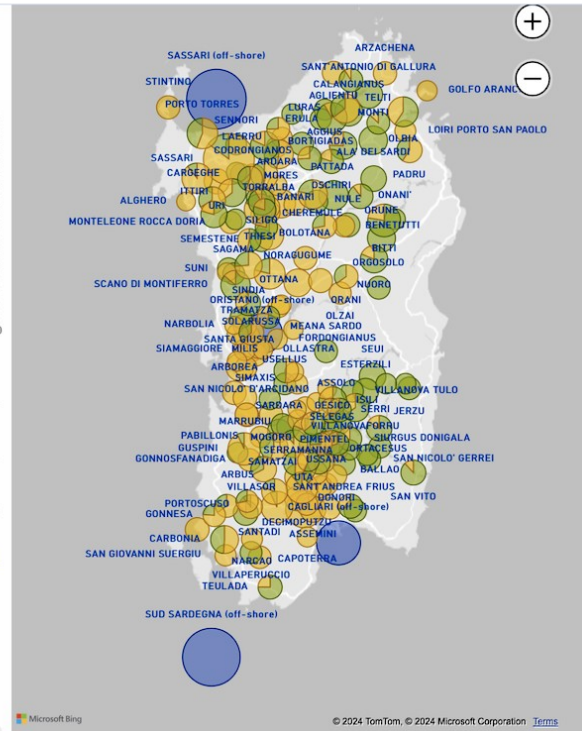 ARZACHENA
SASSARI (off-shore)
SANT'ANTONIO DI GALLURA
STINTINO
CALANGIANUS
GOLFO ARANC
AGLIENTU
TELTI
PORTO TORRES
LURAS
MONTI
SENNORI
ERULA
LOIRI PORTO SAN PAOLO
LAERRU
AGGIUS
OLBIA
BORTIGIADAS
CODRONGIANOS
ALA' DEI SARDI
SASSARI
ARDARA
PATTADA
CARGEGHE
MORES
PADRU
ITTIRI
TORRALBA
OSCHIRI
ALGHERO
BANARI
NULE
ONANI'
URI
CHEREMULE
ORUNE
MONTELEONE ROCCA DORIA
SILIGO
BENETUTTI
SEMESTENE
THIESI
BOLOTANA
SAGAMA
BITTI
NORAGUGUME
ORGOSOLO
SUNI
OTTANA
SCANO DI MONTIFERRO
NUORO
SINDIA
ORISTANO (off-shore)
ORANI
TRAMATZA
OLZAI
NARBOLIA
SOLARUSSA
MEANA SARDO
SANTA GIUSTA
FORDONGIANUS
SIAMAGGIORE
MILIS
OLLASTRA
SEUI
USELLUS
ARBOREA
ESTERZILI
SIMAXIS
ASSOLO
SAN NICOLO' D'ARCIDANO
VILLANOVA TULO
ISILI
SARDARA
GESICO
SERRI
JERZU
MARRUBIU
SELEGAS
VILLANOVAFORRU
PABILLONIS
MOGORO
PIMENTEL
SIURGUS DONIGALA
GUSPINI
SERRAMANNA
ORTACESUS
GONNOSFANADIGA
SAMATZAI
USSANA
SAN NICOLO' GERREI
BALLAO
ARBUS
UTA
VILLASOR
SANT'ANDREA FRIUS
SAN VITO
DONORI
PORTOSCUSO
CAGLIARI (off-shore)
GONNESA
DECIMOPUTZU
CARBONIA
SANTADI
ASSEMINI
SAN GIOVANNI SUERGIU
NARCAO
CAPOTERRA
VILLAPERUCCIO
TEULADA
SUD SARDEGNA (off-shore)
Microsoft Bing
© 2024 TomTom, © 2024 Microsoft Corporation Terms